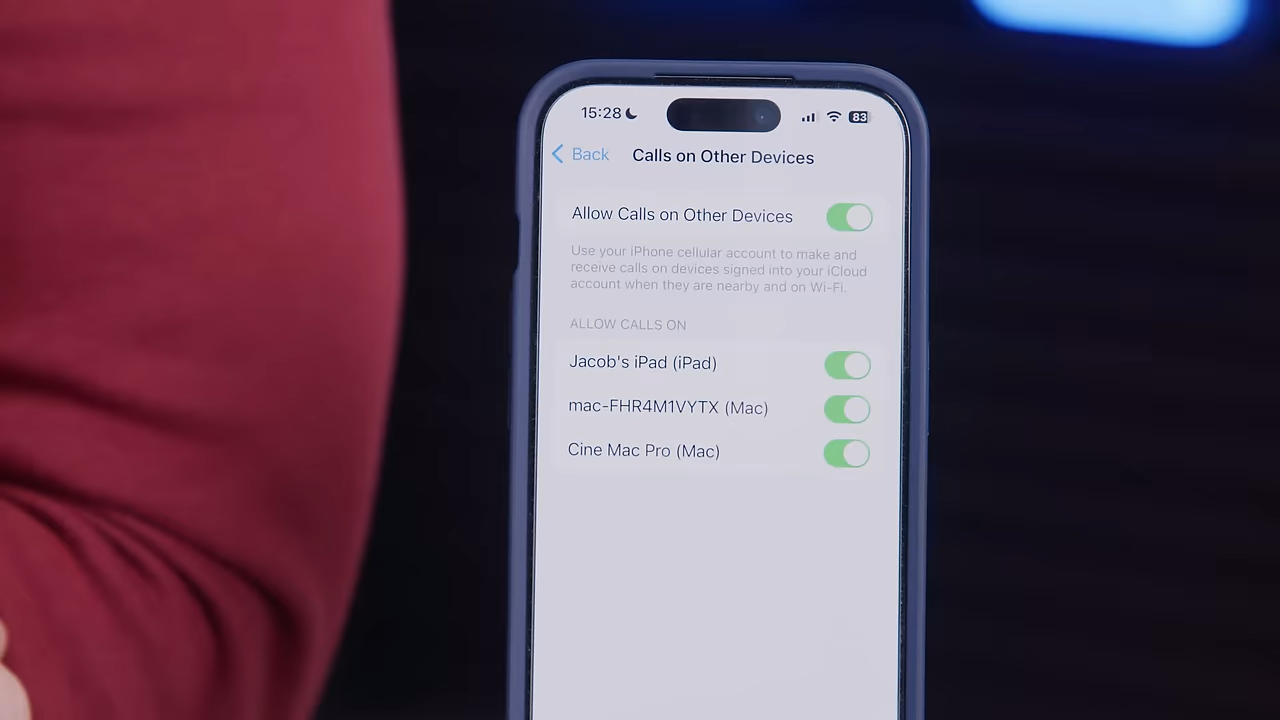 15:28
83
Back
Calls on Other Devices
Allow Calls on Other Devices
Use your iPhone cellular account to make and
receive calls on devices signed into your iCloud
account when they are nearby and on Wi-Fi.
ALLOW CALLS ON
Jacob's iPad (iPad)
mac-FHR4M1VYTX (Mac)
Cine Mac Pro (Mac)